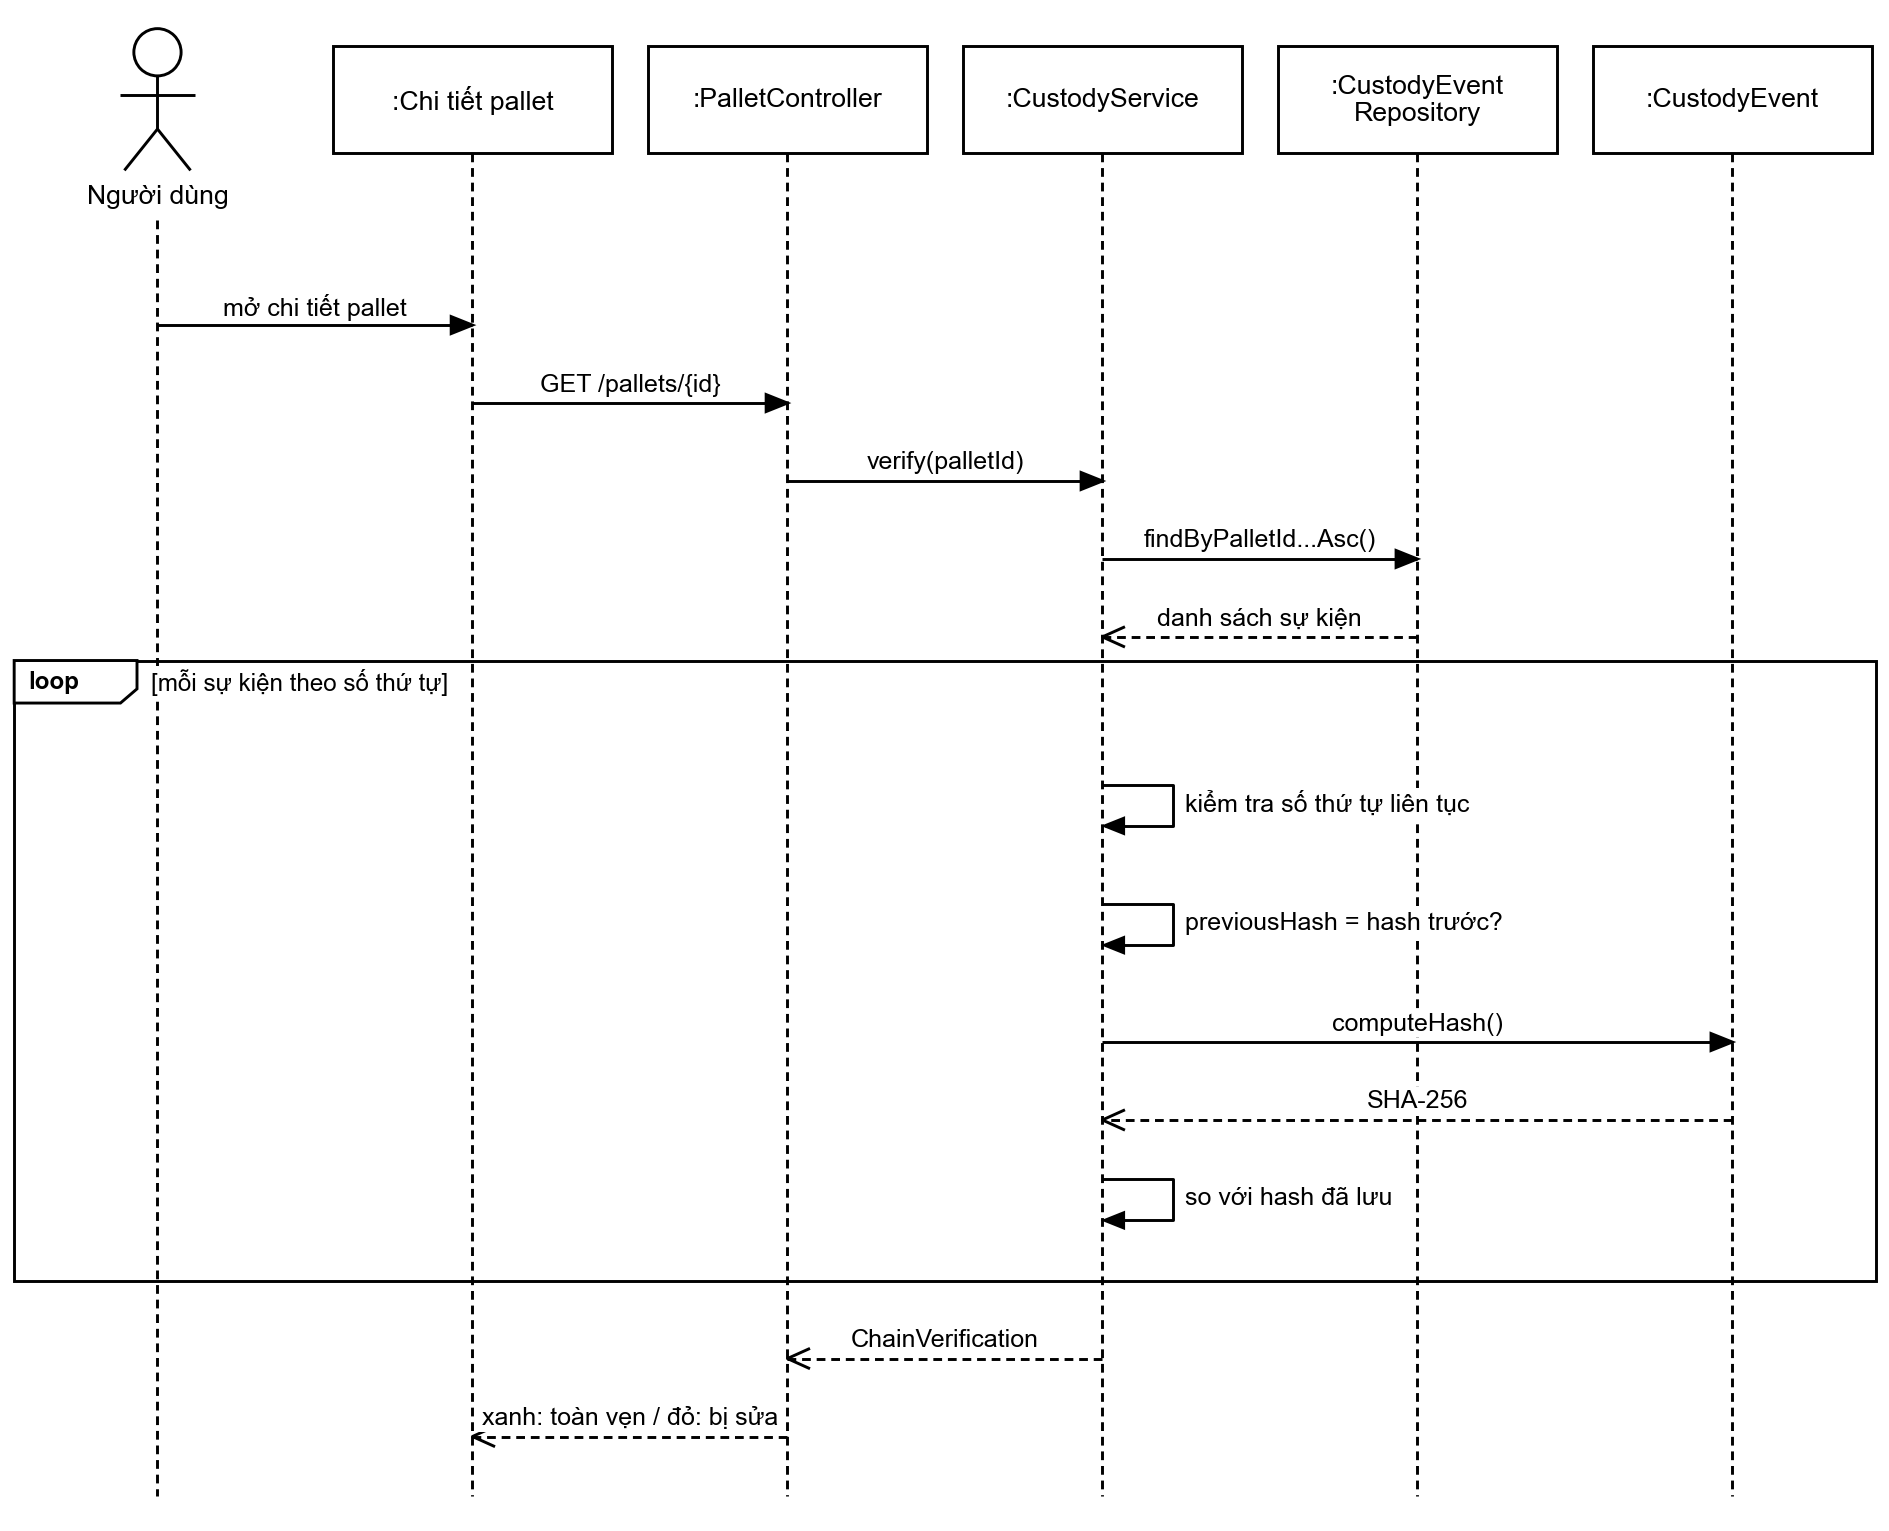 :Chi tiết pallet
:PalletController
:CustodyService
:CustodyEvent
Repository
:CustodyEvent
Người dùng
mở chi tiết pallet
GET /pallets/{id}
verify(palletId)
findByPalletId...Asc()
danh sách sự kiện
loop
[mỗi sự kiện theo số thứ tự]
kiểm tra số thứ tự liên tục
previousHash = hash trước?
computeHash()
SHA-256
so với hash đã lưu
ChainVerification
xanh: toàn vẹn / đỏ: bị sửa